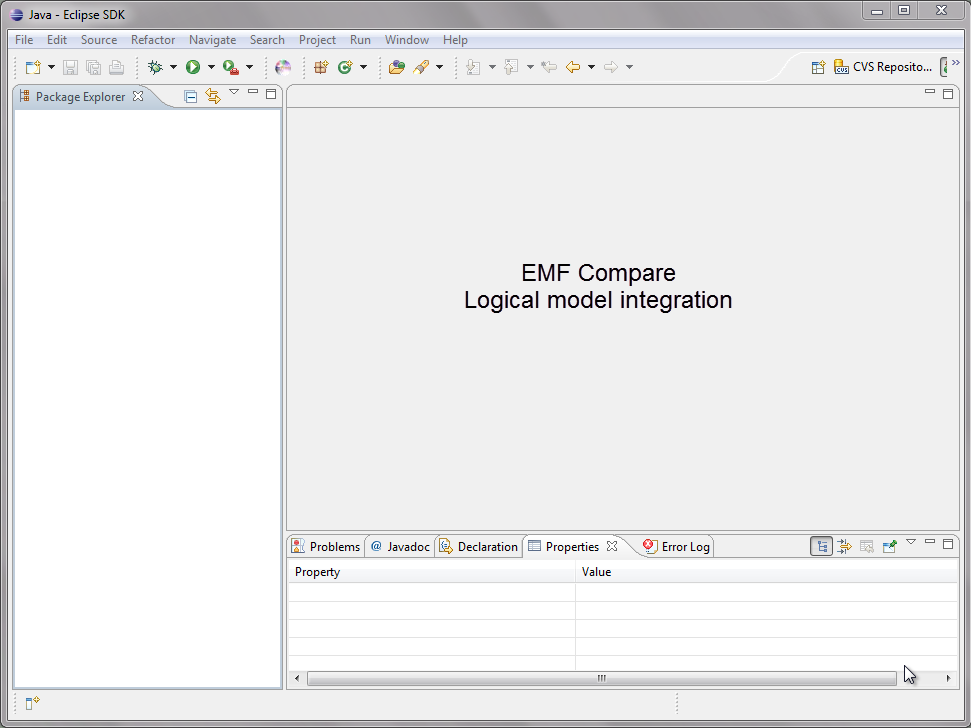 Java - Eclipse SDK
File Edit Source Refactor Navigate Search Project Run Window Help
CVS Reposito...
Package Explorer
EMF Compare
Logical model integration
Problems @ Javadoc Declaration Properties Error Log
Property Value